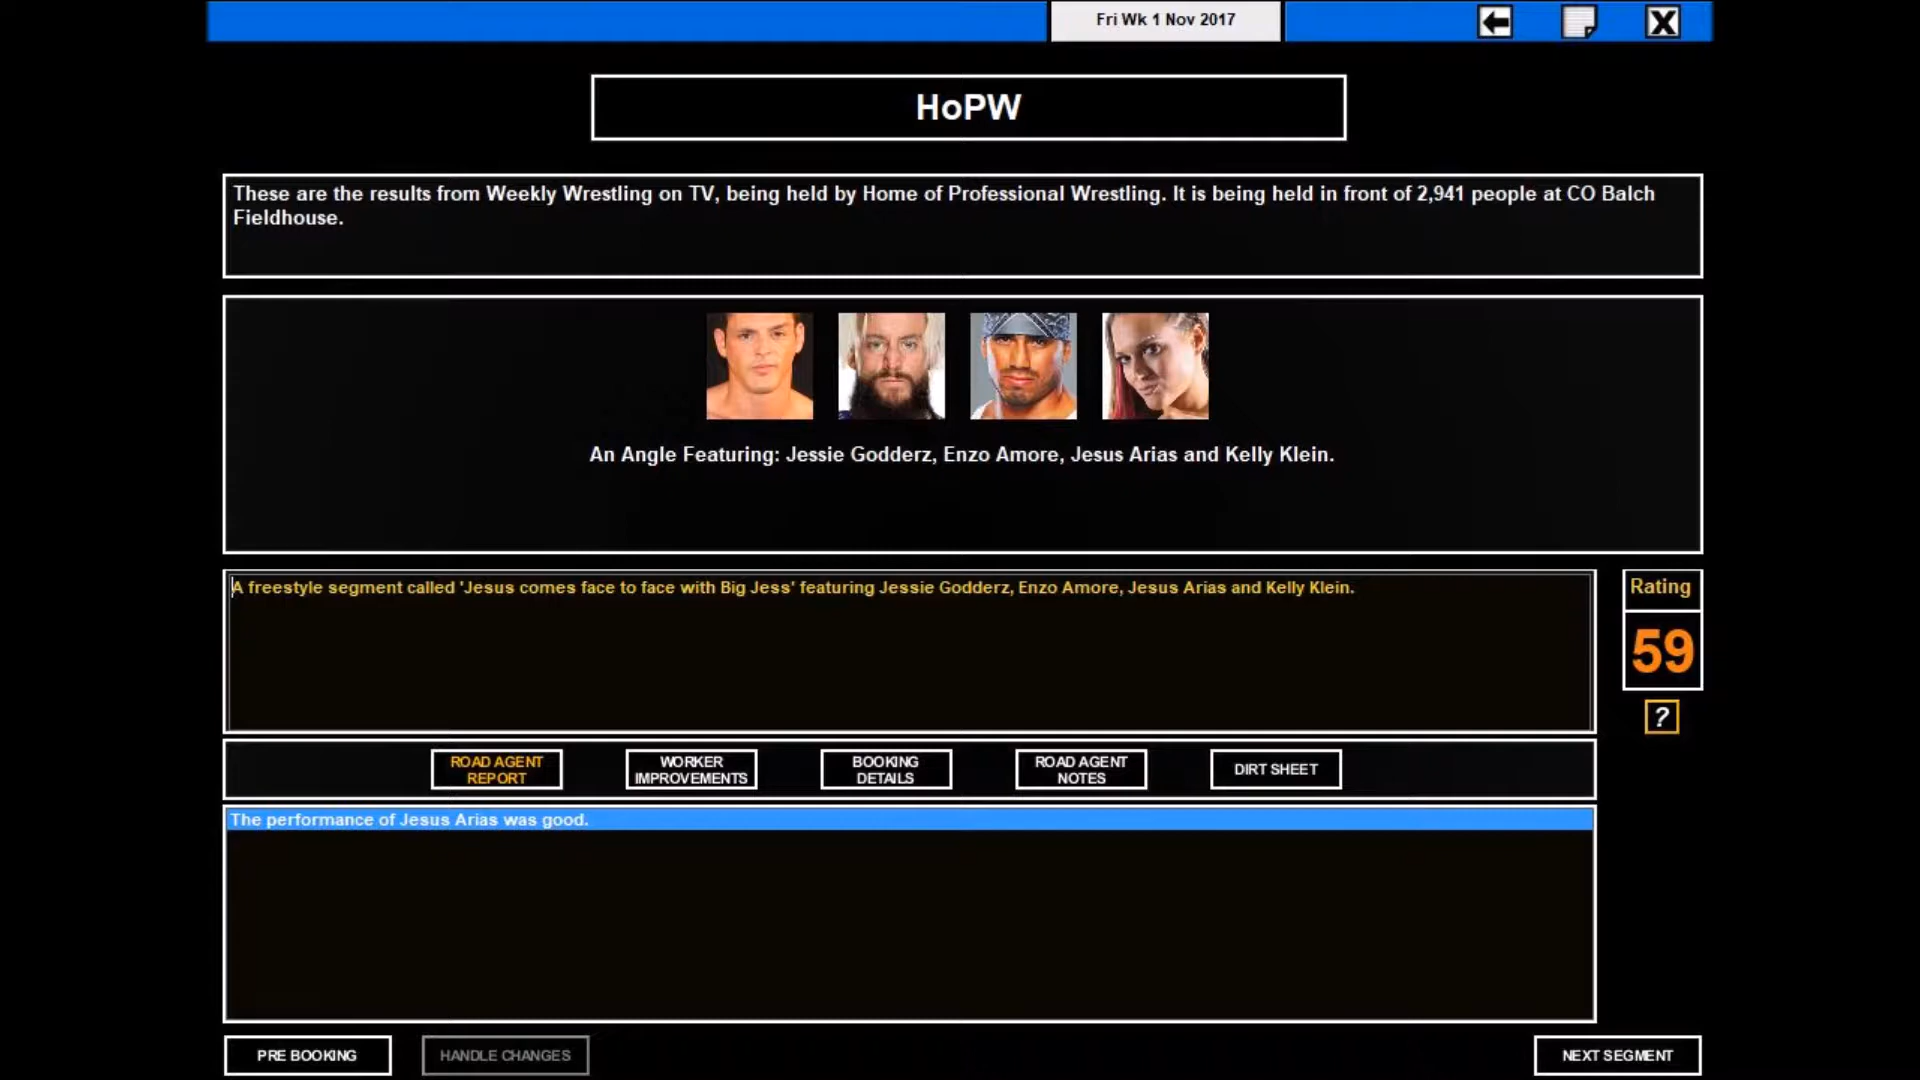 Fri Wk 1 Nov 2017
HoPW
These are the results from Weekly Wrestling on TV, being held by Home of Professional Wrestling. It is being held in front of 2,941 people at CO Balch
Fieldhouse.
An Angle Featuring: Jessie Godderz, Enzo Amore, Jesus Arias and Kelly Klein.
A freestyle segment called 'Jesus comes face to face with Big Jess' featuring Jessie Godderz, Enzo Amore, Jesus Arias and Kelly Klein.
Rating
59
?
ROAD AGENT
REPORT
WORKER
IMPROVEMENTS
BOOKING
DETAILS
ROAD AGENT
NOTES
DIRT SHEET
The performance of Jesus Arias was good.
PRE BOOKING
HANDLE CHANGES
NEXT SEGMENT